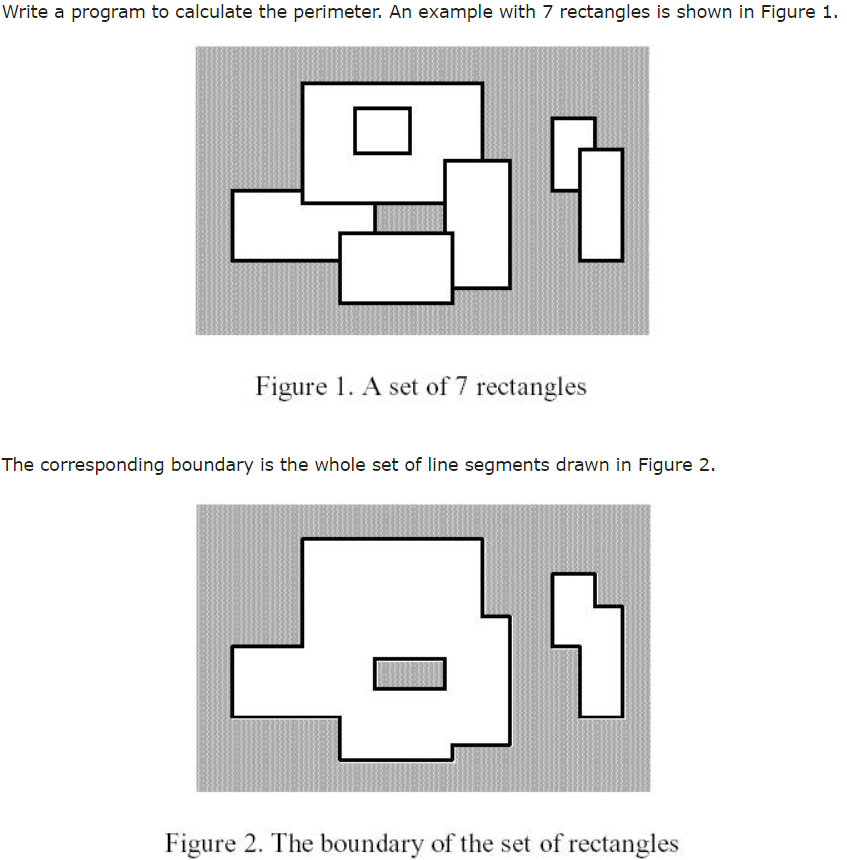 Write a program to calculate the perimeter. An example with 7 rectangles is shown in Figure 1.
Figure 1. A set of 7 rectangles
The corresponding boundary is the whole set of line segments drawn in Figure 2.
Figure 2. The boundary of the set of rectangles